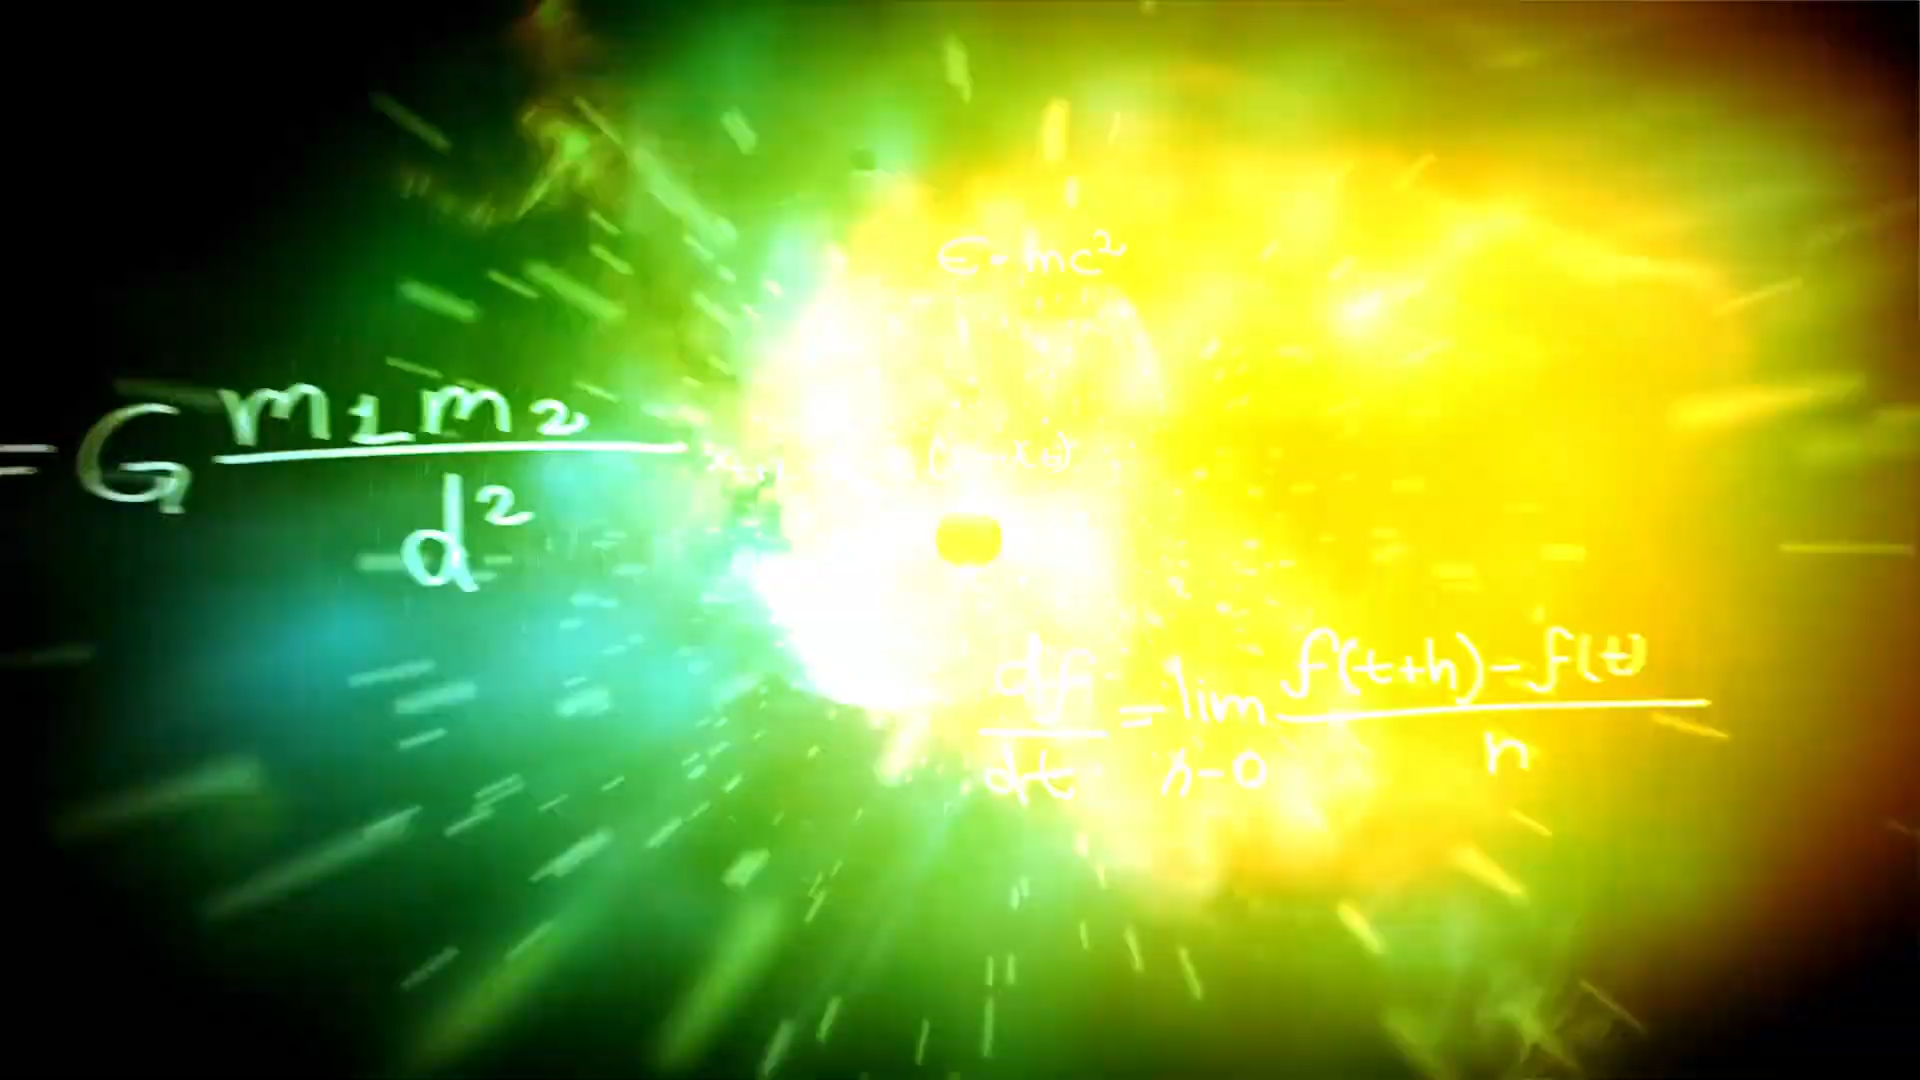 E=mc²
= G m₁m₂ / d²
df/dt = lim h→0 f(t+h)-f(t) / h